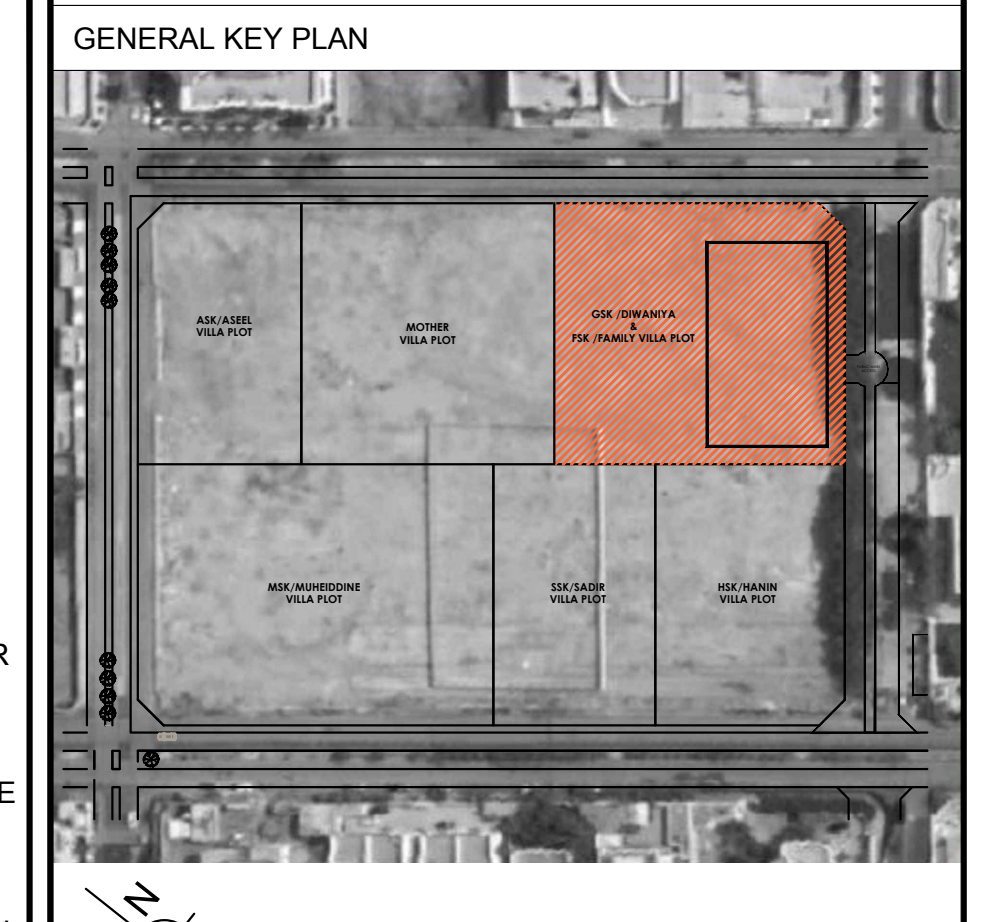 GENERAL KEY PLAN
ASK/ASEEL
VILLA PLOT
MOTHER
VILLA PLOT
GSK /DIWANIYA
&
FSK /FAMILY VILLA PLOT
MSK/MUHEIDDINE
VILLA PLOT
SSK/SADIR
VILLA PLOT
HSK/HANIN
VILLA PLOT
R
E
N